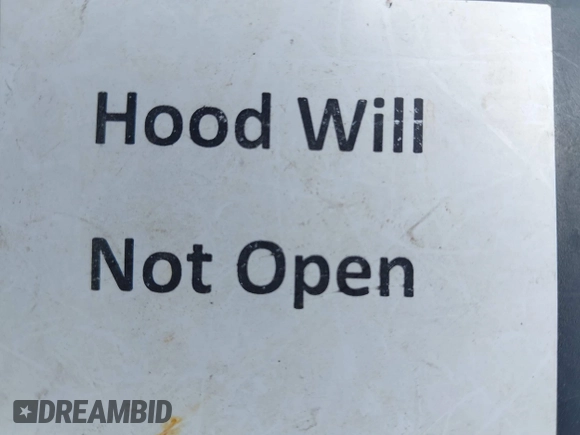 Hood Will
Not Open
DREAMBID